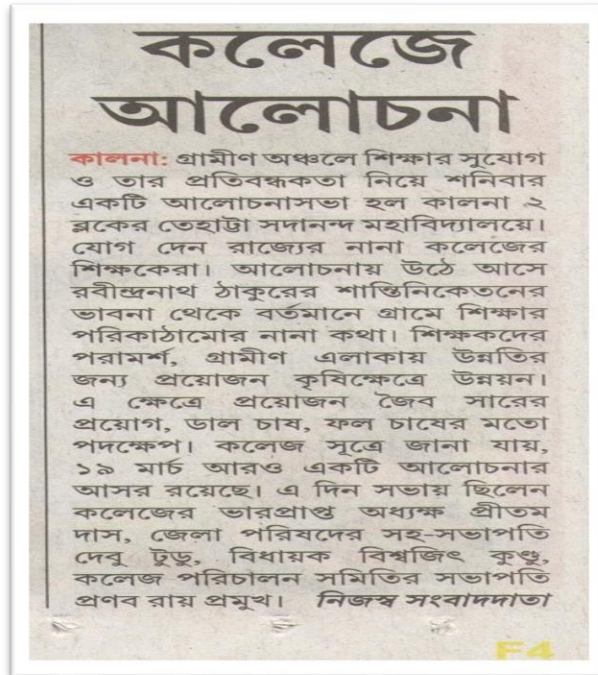 কলেজে
আলোচনা
কালনা: গ্রামীণ অঞ্চলে শিক্ষার সুযোগ
ও তার প্রতিবন্ধকতা নিয়ে শনিবার
একটি আলোচনাসভা হল কালনা ২
ব্লকের তেহাট্টা সদানন্দ মহাবিদ্যালয়ে।
যোগ দেন রাজ্যের নানা কলেজের
শিক্ষকেরা। আলোচনায় উঠে আসে
রবীন্দ্রনাথ ঠাকুরের শান্তিনিকেতনের
ভাবনা থেকে বর্তমানে গ্রামে শিক্ষার
পরিকাঠামোর নানা কথা। শিক্ষকদের
পরামর্শ, গ্রামীণ এলাকায় উন্নতির
জন্য প্রয়োজন কৃষিক্ষেত্রে উন্নয়ন।
এ ক্ষেত্রে প্রয়োজন জৈব সারের
প্রয়োগ, ডাল চাষ, ফল চাষের মতো
পদক্ষেপ। কলেজ সূত্রে জানা যায়,
১৯ মার্চ আরও একটি আলোচনার
আসর রয়েছে। এ দিন সভায় ছিলেন
কলেজের ভারপ্রাপ্ত অধ্যক্ষ প্রীতম
দাস, জেলা পরিষদের সহ-সভাপতি
দেবু টুডু, বিধায়ক বিশ্বজিৎ কুণ্ডু,
কলেজ পরিচালন সমিতির সভাপতি
প্রণব রায় প্রমুখ। নিজস্ব সংবাদদাতা
F4